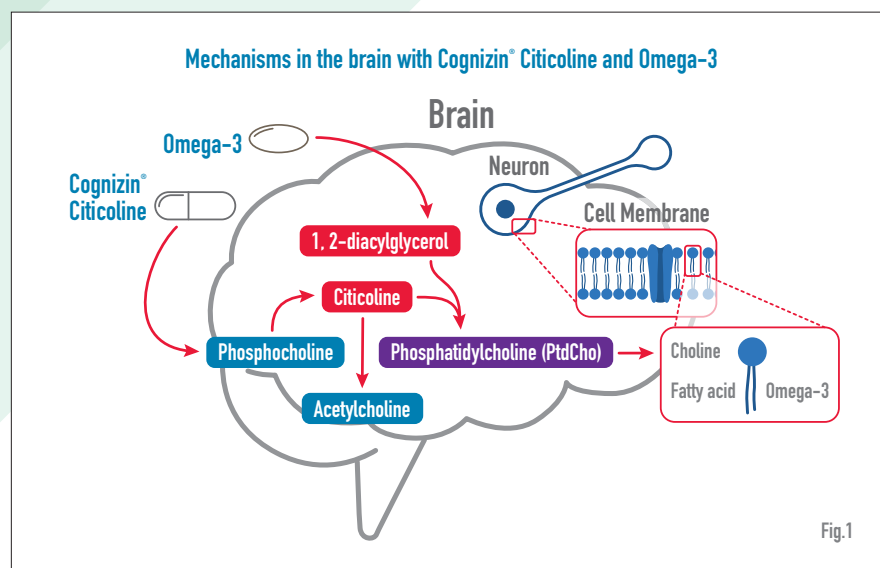 Mechanisms in the brain with Cognizin® Citicoline and Omega-3
Brain
Omega-3
Neuron
Cognizin®
Citicoline
Cell Membrane
1, 2-diacylglycerol
Citicoline
Phosphocholine
Phosphatidylcholine (PtdCho)
Choline
Fatty acid
Omega-3
Acetylcholine
Fig.1